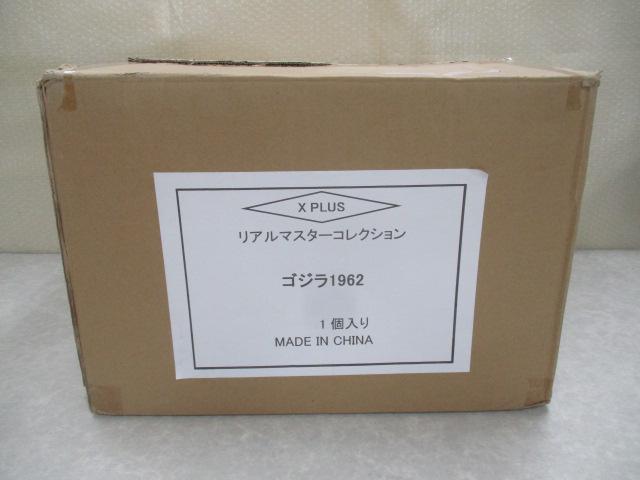 X PLUS
リアルマスターコレクション
ゴジラ1962
1個入り
MADE IN CHINA